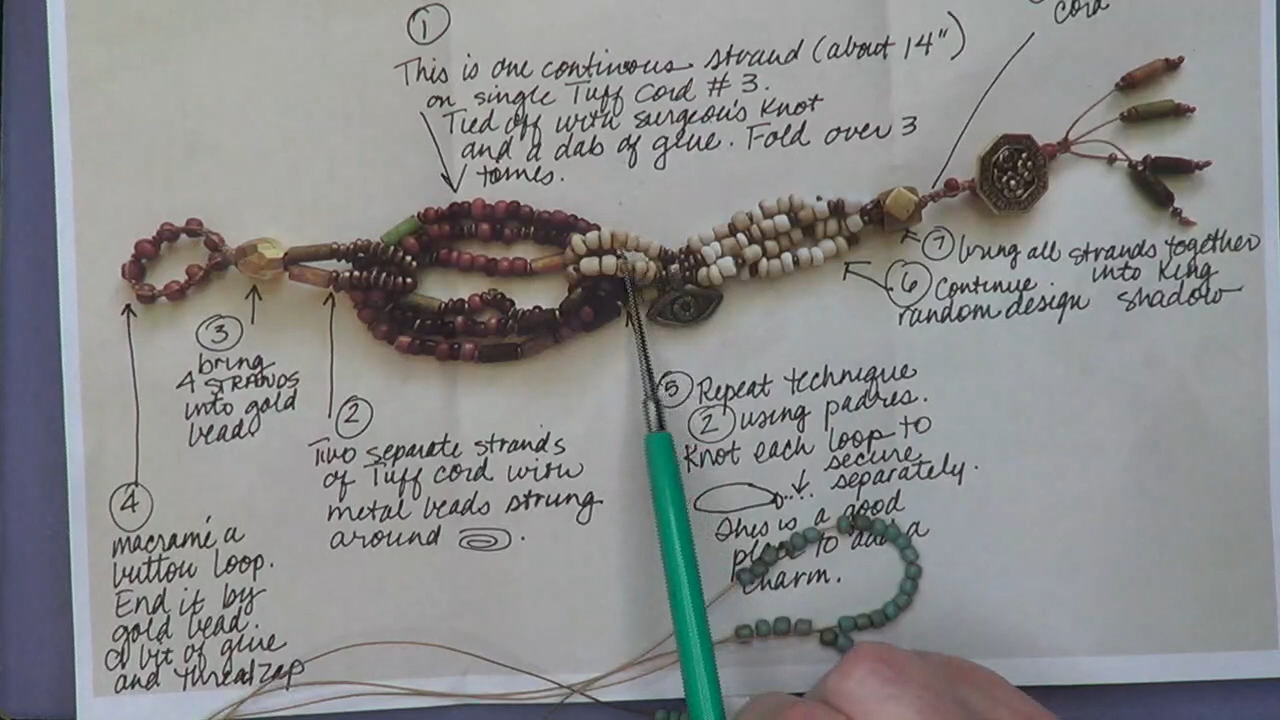 cord
①
This is one continuous strand (about 14")
on single Tuff Cord #3.
Tied off with surgeon's knot
and a dab of glue. Fold over 3
times.
⑦ bring all strands together
into King
Shadow
⑥ Continue
random design
③
bring
4 STRANDS
into gold
bead
②
Two separate strands
of Tuff cord with
metal beads strung
around
④
macramé a
button loop.
End it by
gold bead.
a bit of glue
and threadzap
⑤ Repeat technique
② using padres.
Knot each loop to
secure
separately.
This is a good
place to add a
charm.